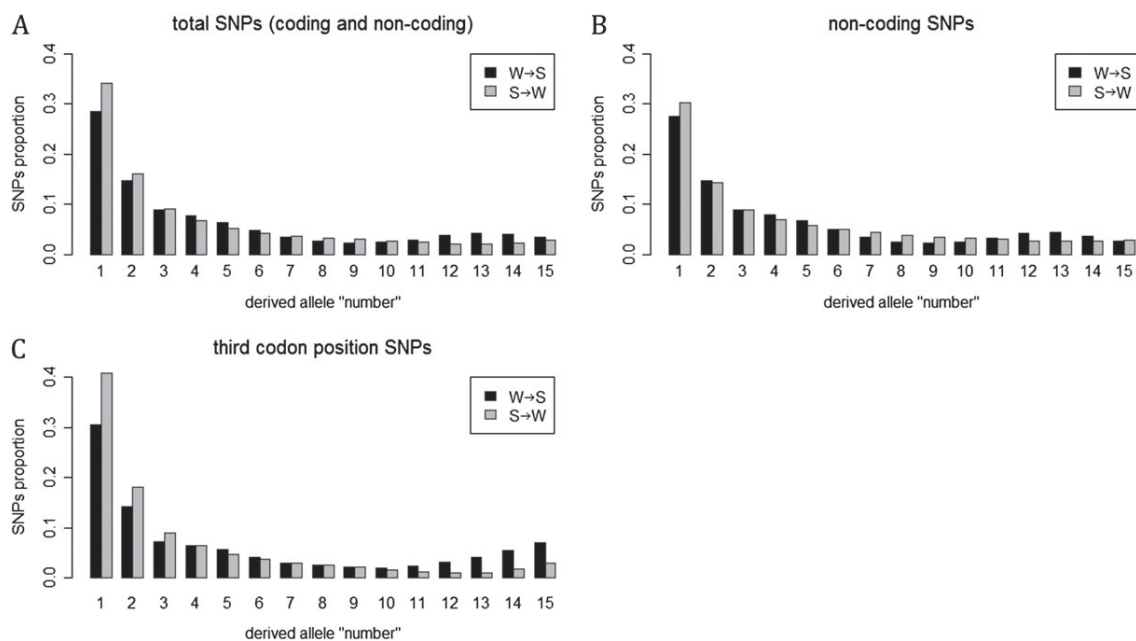 A
total SNPs (coding and non-coding)
SNPs proportion
0.0 0.1 0.2 0.3 0.4
W→S
S→W
1 2 3 4 5 6 7 8 9 10 11 12 13 14 15
derived allele "number"
B
non-coding SNPs
SNPs proportion
0.0 0.1 0.2 0.3 0.4
W→S
S→W
1 2 3 4 5 6 7 8 9 10 11 12 13 14 15
derived allele "number"
C
third codon position SNPs
SNPs proportion
0.0 0.1 0.2 0.3 0.4
W→S
S→W
1 2 3 4 5 6 7 8 9 10 11 12 13 14 15
derived allele "number"